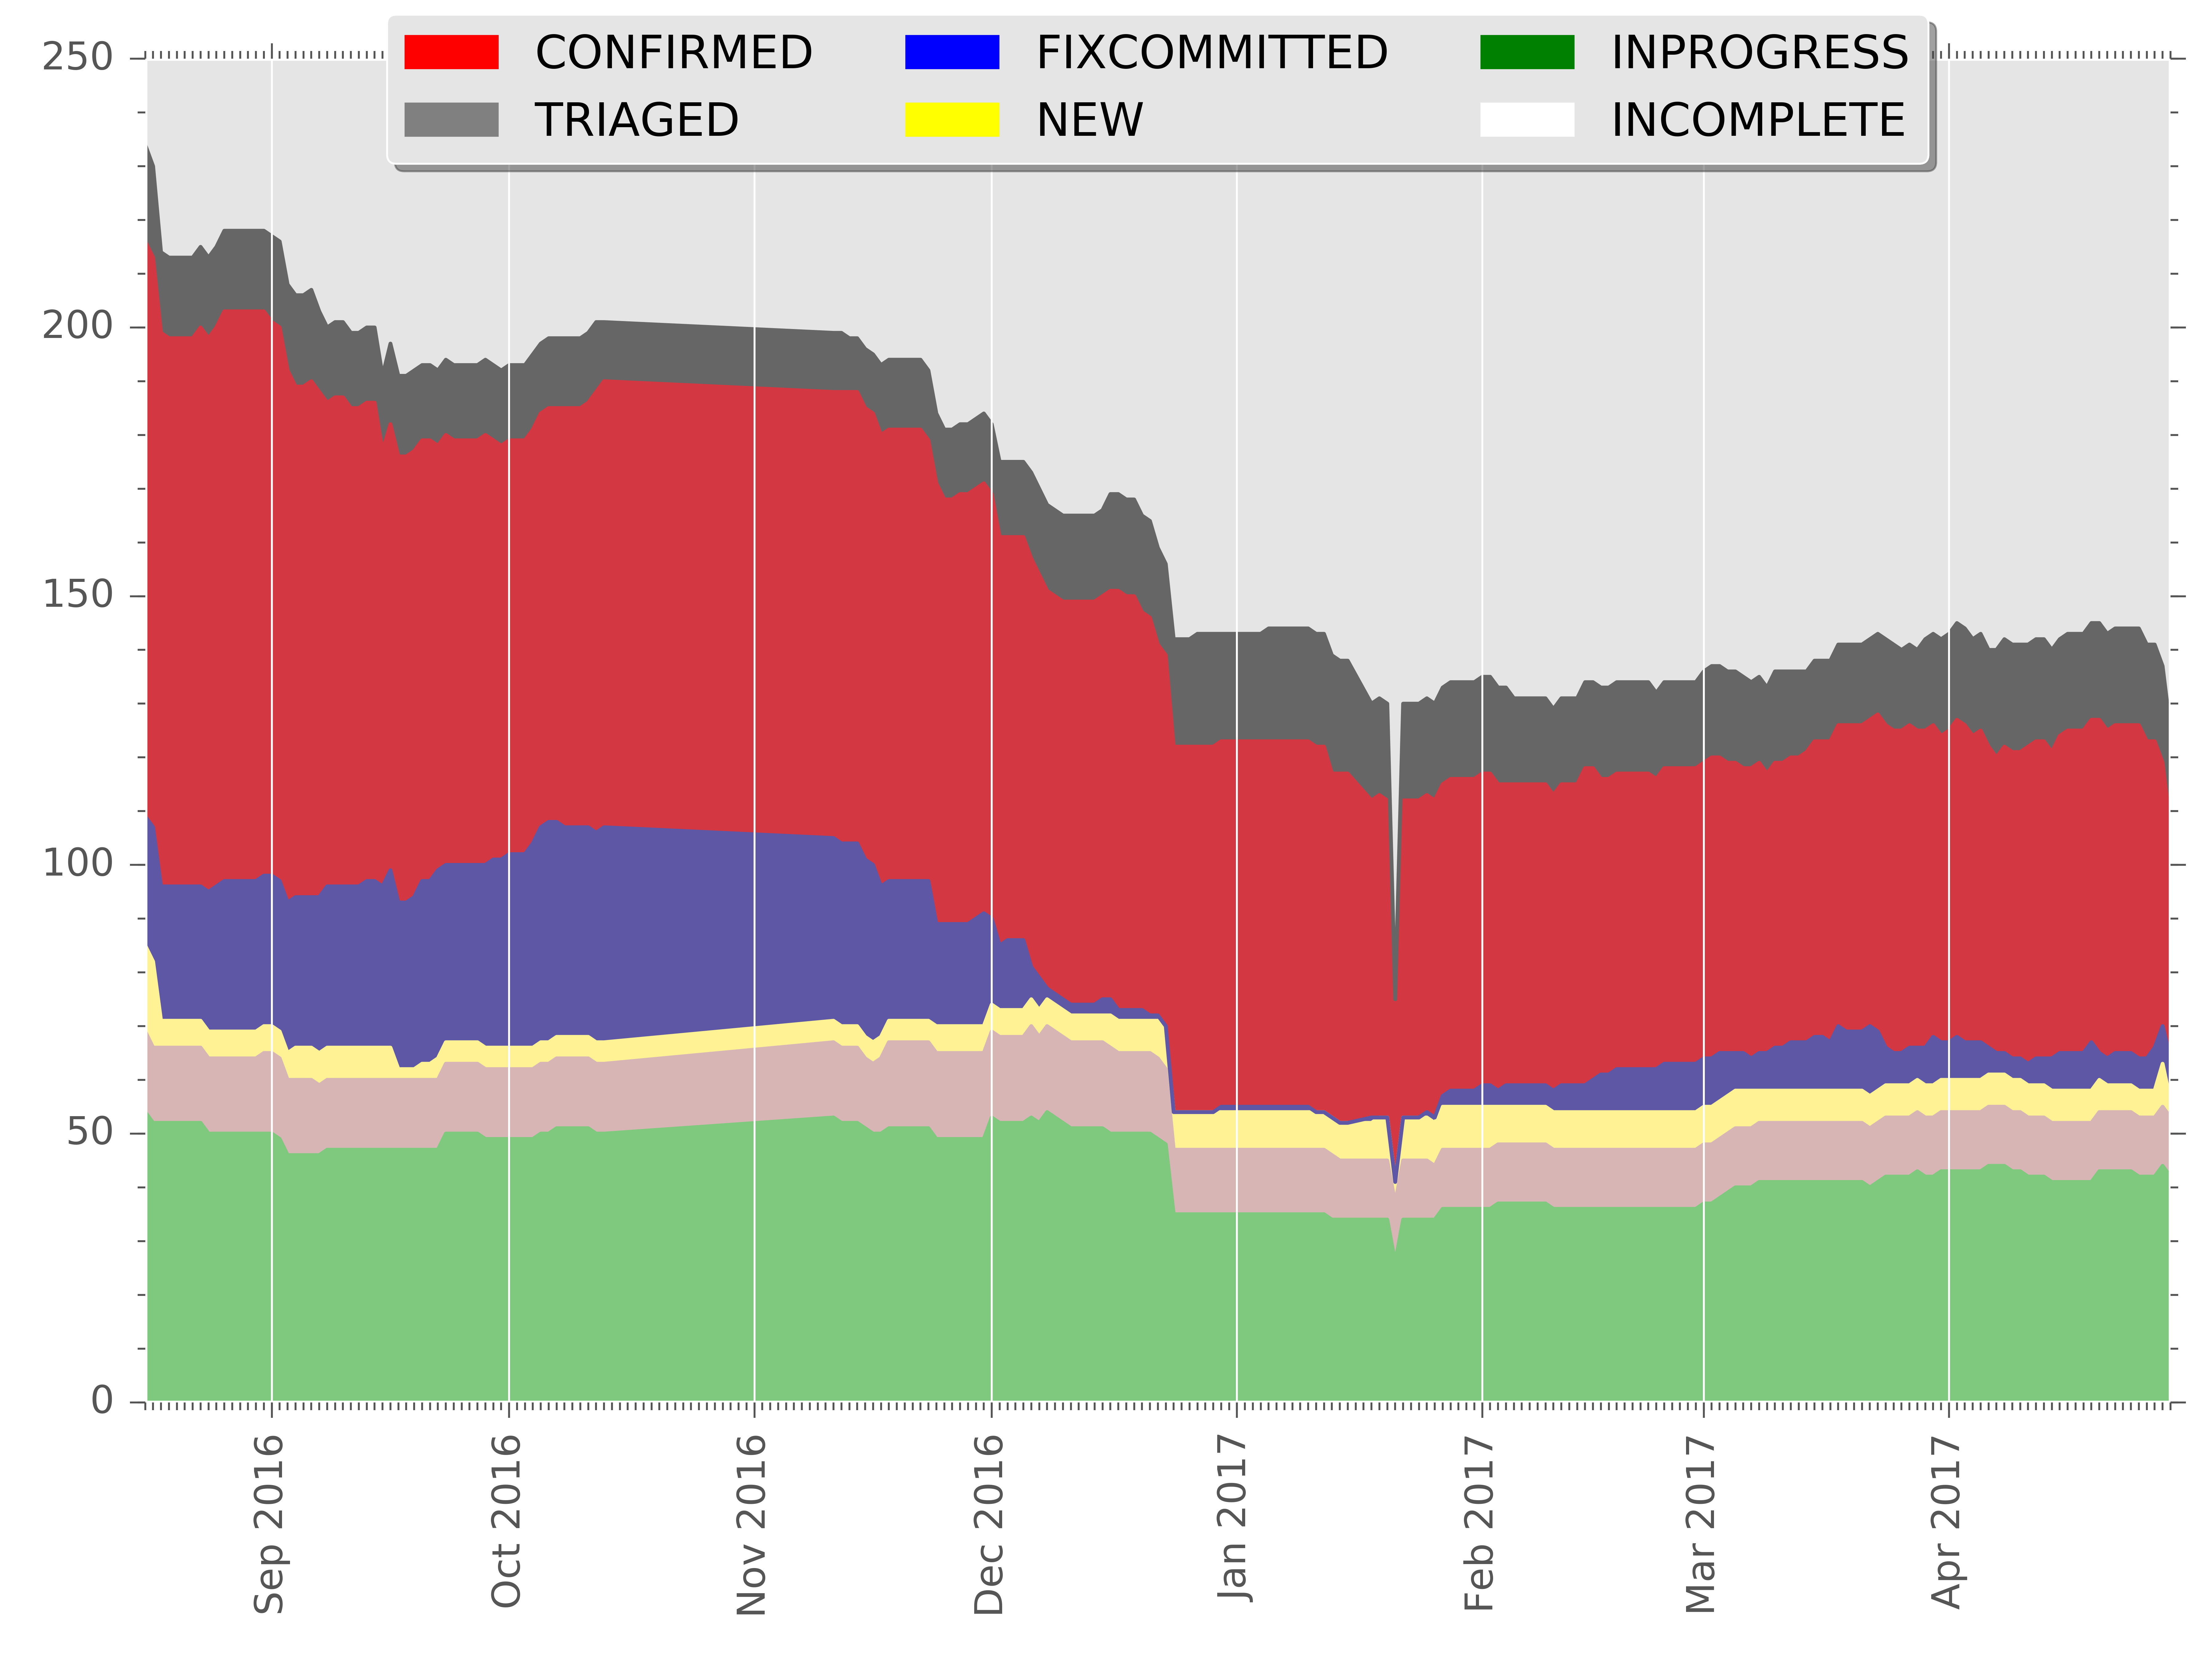 CONFIRMED FIXCOMMITTED INPROGRESS
TRIAGED NEW INCOMPLETE
250
200
150
100
50
0
Sep 2016
Oct 2016
Nov 2016
Dec 2016
Jan 2017
Feb 2017
Mar 2017
Apr 2017